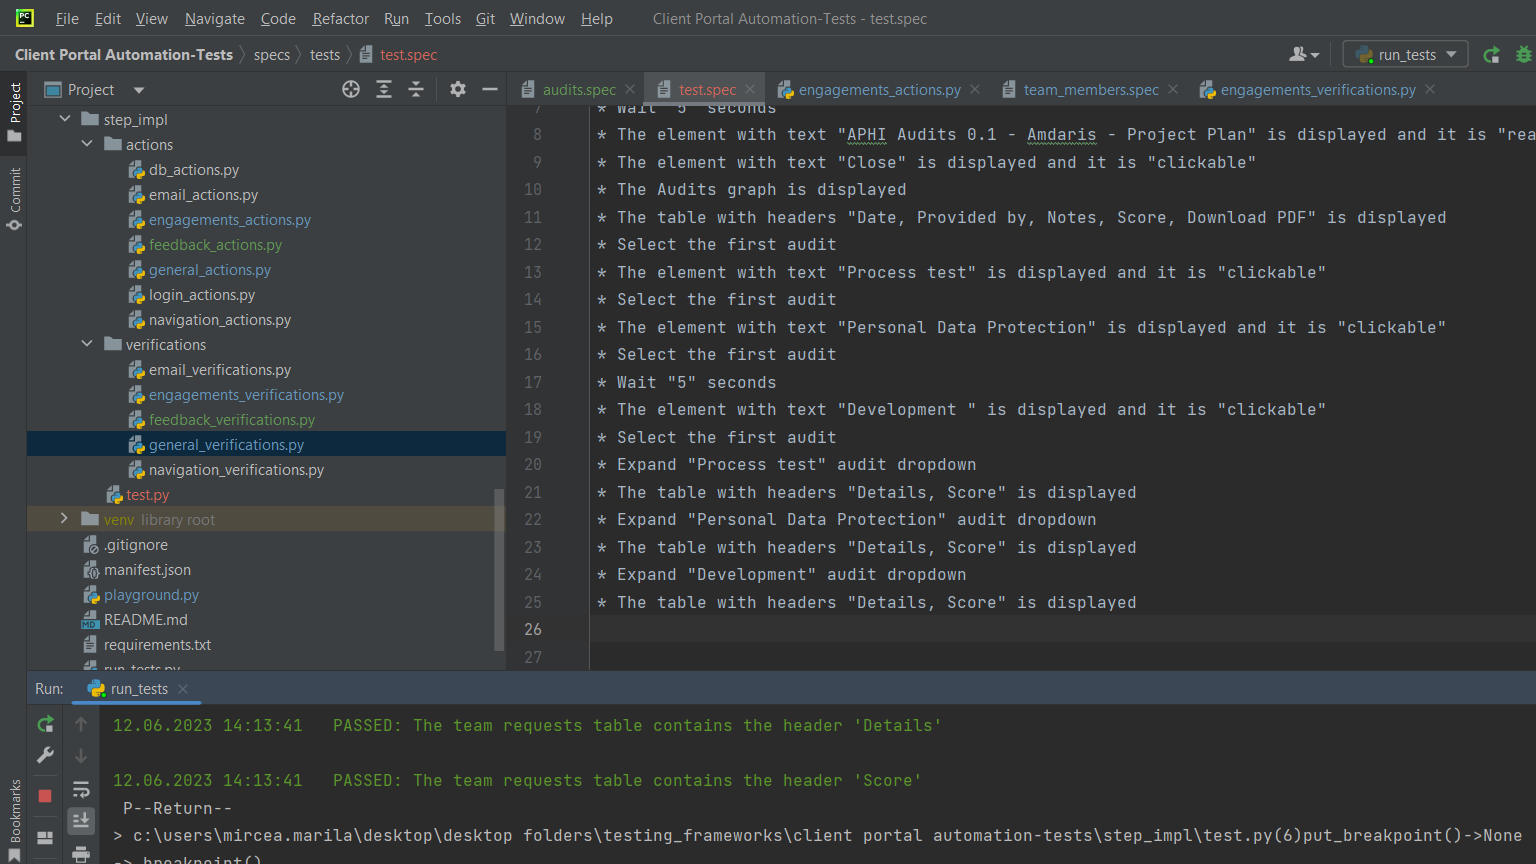 PC File Edit View Navigate Code Refactor Run Tools Git Window Help Client Portal Automation-Tests - test.spec
Client Portal Automation-Tests specs tests test.spec run_tests
Project
Commit
Bookmarks
Project
step_impl
actions
db_actions.py
email_actions.py
engagements_actions.py
feedback_actions.py
general_actions.py
login_actions.py
navigation_actions.py
verifications
email_verifications.py
engagements_verifications.py
feedback_verifications.py
general_verifications.py
navigation_verifications.py
test.py
venv library root
.gitignore
manifest.json
playground.py
MD README.md
requirements.txt
run_tests.py
audits.spec test.spec engagements_actions.py team_members.spec engagements_verifications.py
7 * Wait "5" seconds
8 * The element with text "APHI Audits 0.1 - Amdaris - Project Plan" is displayed and it is "rea
9 * The element with text "Close" is displayed and it is "clickable"
10 * The Audits graph is displayed
11 * The table with headers "Date, Provided by, Notes, Score, Download PDF" is displayed
12 * Select the first audit
13 * The element with text "Process test" is displayed and it is "clickable"
14 * Select the first audit
15 * The element with text "Personal Data Protection" is displayed and it is "clickable"
16 * Select the first audit
17 * Wait "5" seconds
18 * The element with text "Development " is displayed and it is "clickable"
19 * Select the first audit
20 * Expand "Process test" audit dropdown
21 * The table with headers "Details, Score" is displayed
22 * Expand "Personal Data Protection" audit dropdown
23 * The table with headers "Details, Score" is displayed
24 * Expand "Development" audit dropdown
25 * The table with headers "Details, Score" is displayed
26
27
Run: run_tests
12.06.2023 14:13:41 PASSED: The team requests table contains the header 'Details'
12.06.2023 14:13:41 PASSED: The team requests table contains the header 'Score'
P--Return--
> c:\users\mircea.marila\desktop\desktop folders\testing_frameworks\client portal automation-tests\step_impl\test.py(6)put_breakpoint()->None
-> breakpoint()